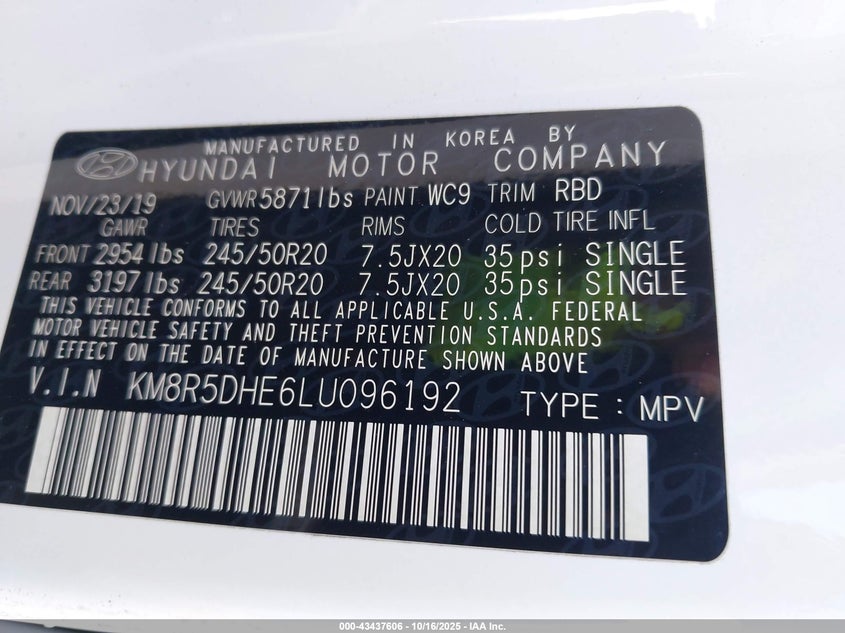 MANUFACTURED IN KOREA BY
HYUNDAI MOTOR COMPANY
NOV/23/19 GVWR 5871lbs PAINT WC9 TRIM RBD
GAWR TIRES RIMS COLD TIRE INFL
FRONT 2954 lbs 245/50R20 7.5JX20 35psi SINGLE
REAR 3197 lbs 245/50R20 7.5JX20 35psi SINGLE
THIS VEHICLE CONFORMS TO ALL APPLICABLE U.S.A. FEDERAL
MOTOR VEHICLE SAFETY AND THEFT PREVENTION STANDARDS
IN EFFECT ON THE DATE OF MANUFACTURE SHOWN ABOVE
V.I.N KM8R5DHE6LU096192 TYPE : MPV
000-43437606 - 10/16/2025 - IAA Inc.